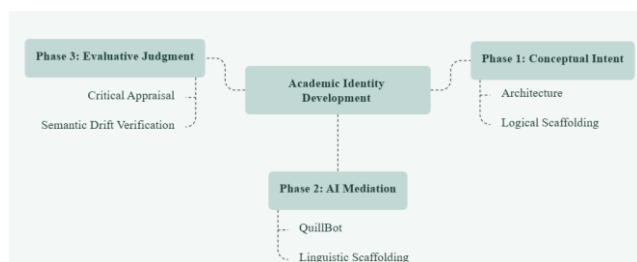 Phase 3: Evaluative Judgment
Critical Appraisal
Semantic Drift Verification
Academic Identity
Development
Phase 1: Conceptual Intent
Architecture
Logical Scaffolding
Phase 2: AI Mediation
QuillBot
Linguistic Scaffolding